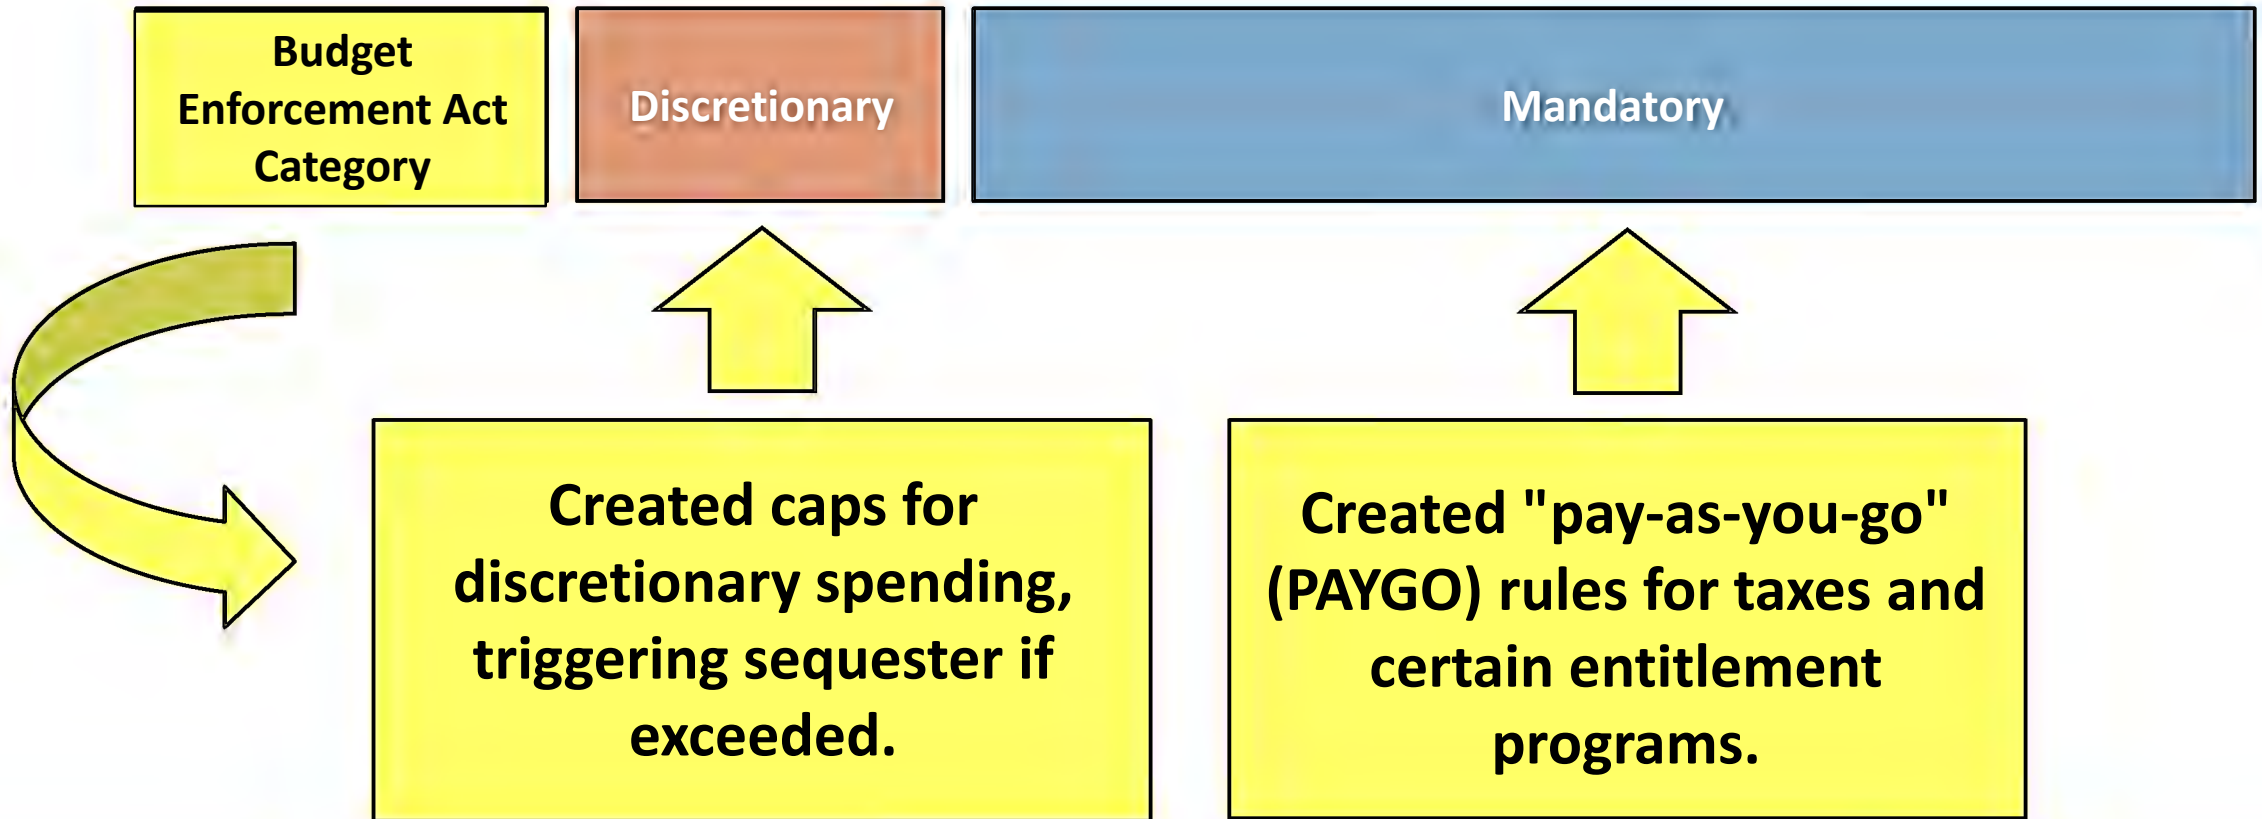 Budget
Enforcement Act
Category
Discretionary
Mandatory
Created caps for
discretionary spending,
triggering sequester if
exceeded.
Created "pay-as-you-go"
(PAYGO) rules for taxes and
certain entitlement
programs.